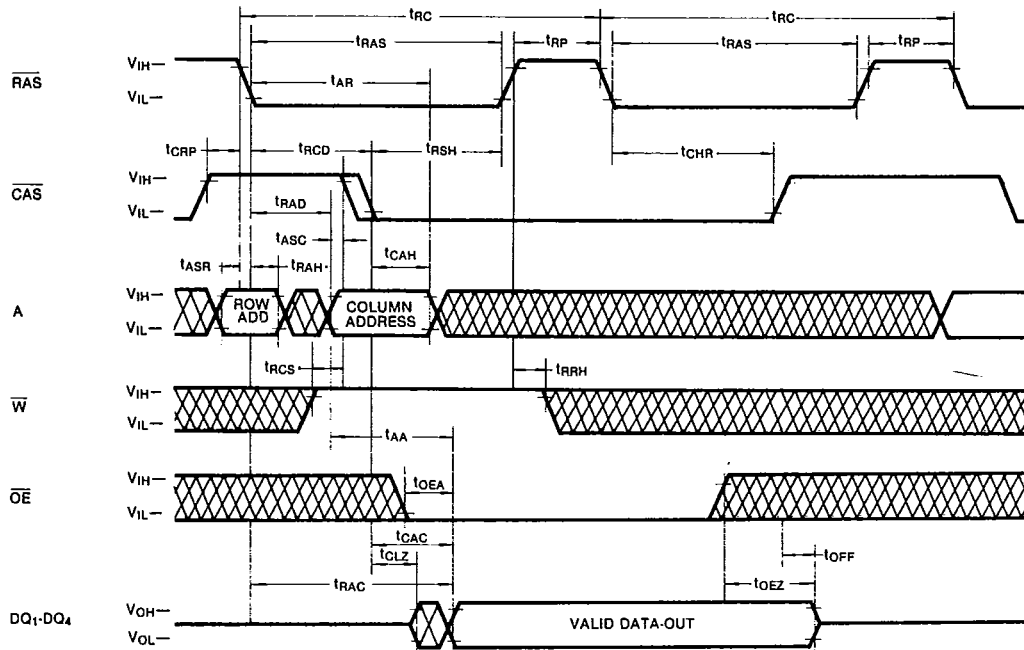 tRC tRC
tRAS tRP tRAS tRP
RAS VIH— tAR
VIL—
tCRP tRCD tRSH tCHR
CAS VIH—
VIL— tRAD
tASC
tASR tRAH tCAH
A VIH— ROW ADD COLUMN ADDRESS
VIL—
tRCS tRRH
W VIH—
VIL—
tAA
OE VIH— tOEA
VIL—
tCAC
tCLZ tOFF
tRAC tOEZ
DQ1-DQ4 VOH— VALID DATA-OUT
VOL—